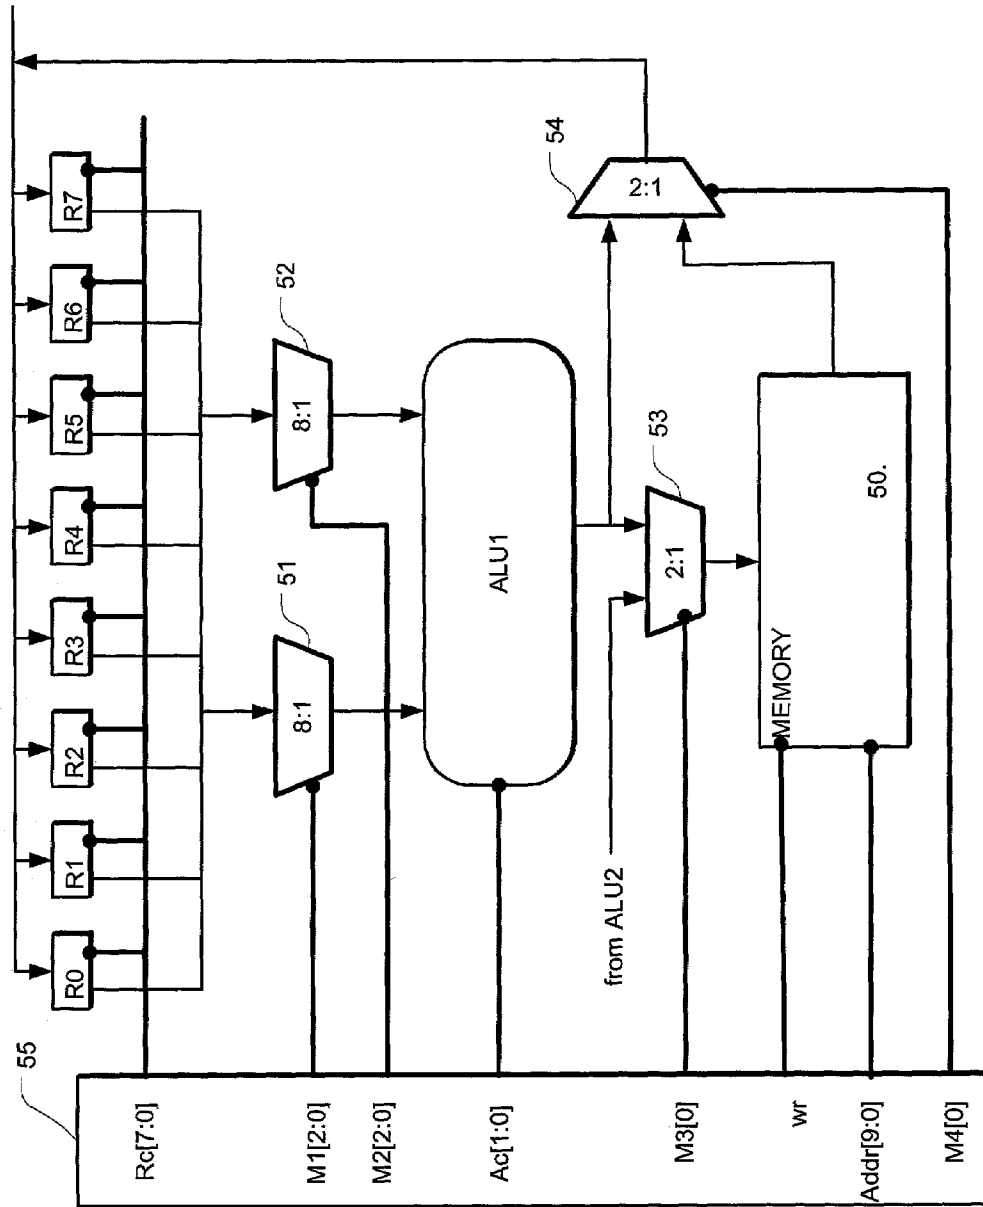 55
R0
R1
R2
R3
R4
R5
R6
R7
Rc[7:0]
51
52
8:1
8:1
M1[2:0]
M2[2:0]
ALU1
Ac[1:0]
54
2:1
from ALU2
53
2:1
M3[0]
MEMORY
50.
wr
Addr[9:0]
M4[0]